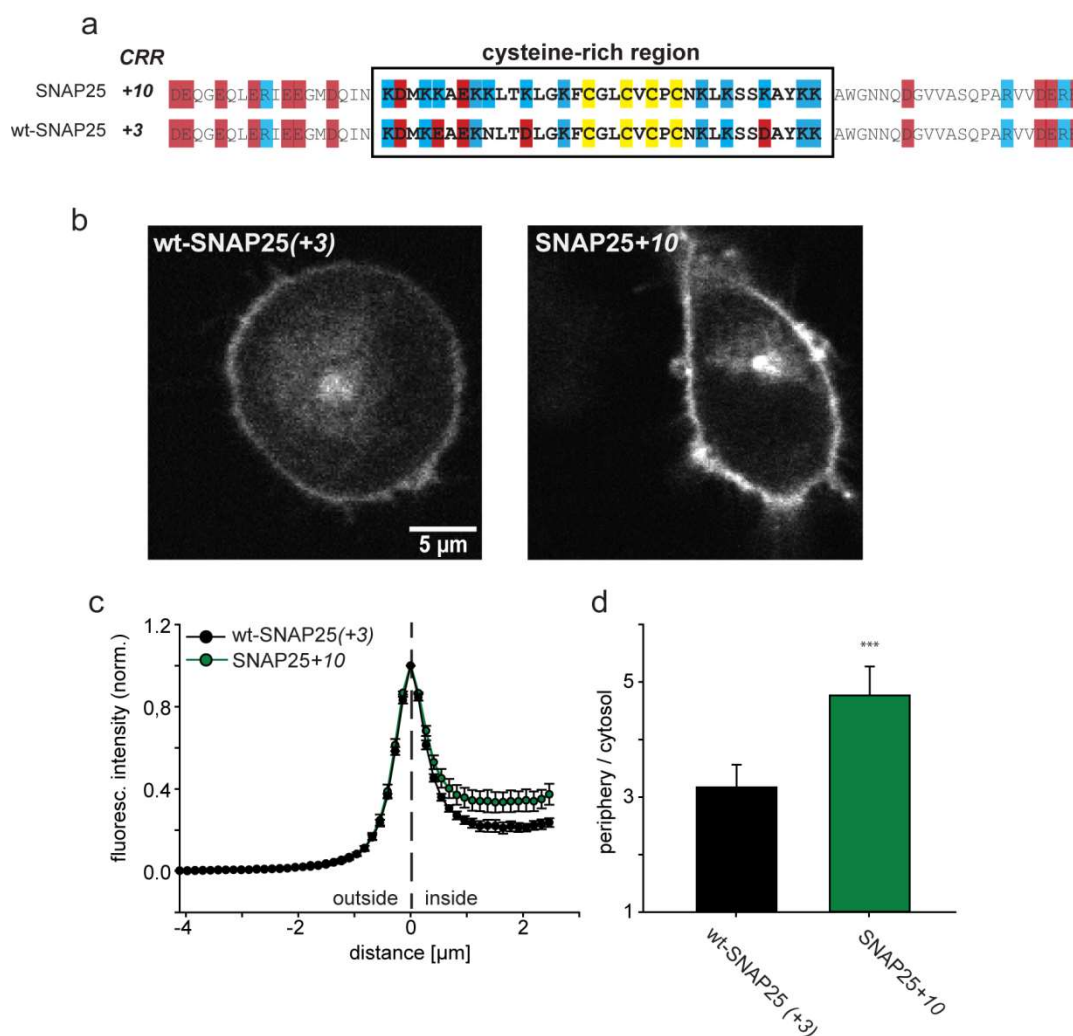 a
CRR
cysteine-rich region
SNAP25 +10 DEQGEQLERIEEGMDQIN KDMKKAEKKLTKLGKFCGLCVCPCNKLKSSKAYKK AWGNNQDGVVASQPARVVDER
wt-SNAP25 +3 DEQGEQLERIEEGMDQIN KDMKEAEKNLTDLGKFCGLCVCPCNKLKSSDAYKK AWGNNQDGVVASQPARVVDER
b
wt-SNAP25(+3)
5 µm
SNAP25+10
c
fluoresc. intensity (norm.)
1.2
0.8
0.4
0.0
wt-SNAP25(+3)
SNAP25+10
outside
inside
-4
-2
0
2
distance [µm]
d
periphery / cytosol
5
3
1
***
wt-SNAP25 (+3)
SNAP25+10